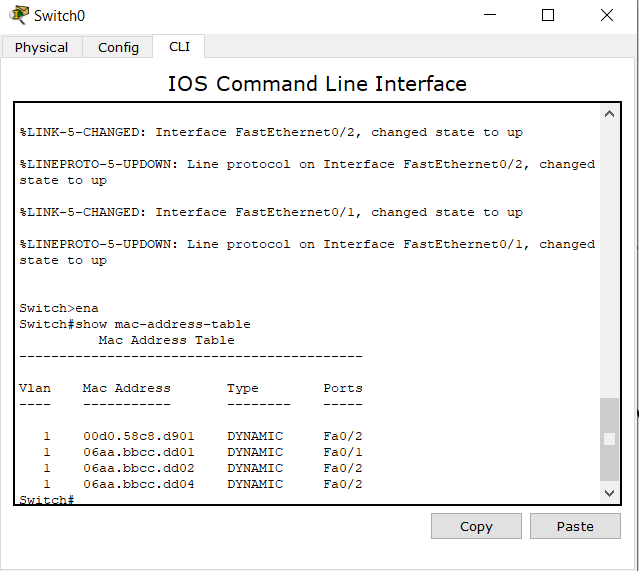 Switch0
Physical Config CLI
IOS Command Line Interface
%LINK-5-CHANGED: Interface FastEthernet0/2, changed state to up
%LINEPROTO-5-UPDOWN: Line protocol on Interface FastEthernet0/2, changed
state to up
%LINK-5-CHANGED: Interface FastEthernet0/1, changed state to up
%LINEPROTO-5-UPDOWN: Line protocol on Interface FastEthernet0/1, changed
state to up
Switch>ena
Switch#show mac-address-table
Mac Address Table
-------------------------------------------
Vlan Mac Address Type Ports
---- ----------- -------- -----
1 00d0.58c8.d901 DYNAMIC Fa0/2
1 06aa.bbcc.dd01 DYNAMIC Fa0/1
1 06aa.bbcc.dd02 DYNAMIC Fa0/2
1 06aa.bbcc.dd04 DYNAMIC Fa0/2
Switch#
Copy Paste